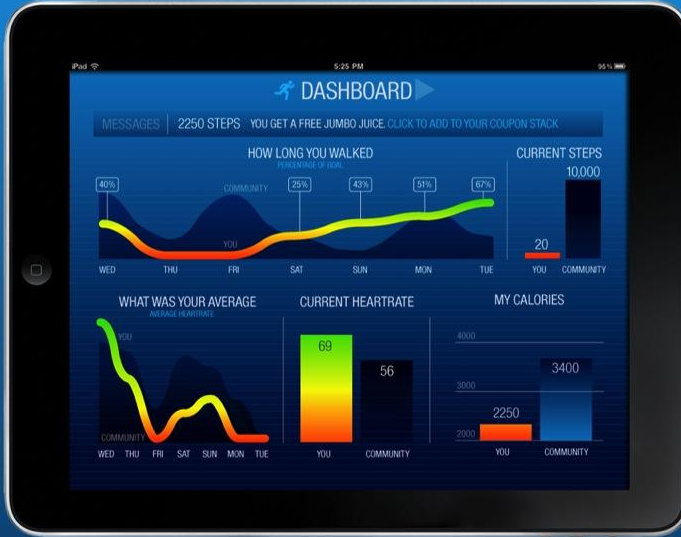 iPad
5:25 PM
96%
DASHBOARD
MESSAGES 2250 STEPS YOU GET A FREE JUMBO JUICE. CLICK TO ADD TO YOUR COUPON STACK
HOW LONG YOU WALKED
PERCENTAGE OF GOAL
40%
COMMUNITY
25%
43%
51%
67%
YOU
WED THU FRI SAT SUN MON TUE
CURRENT STEPS
10,000
20
YOU COMMUNITY
WHAT WAS YOUR AVERAGE
AVERAGE HEARTRATE
YOU
COMMUNITY
WED THU FRI SAT SUN MON TUE
CURRENT HEARTRATE
69
56
YOU COMMUNITY
MY CALORIES
4000
3400
3000
2250
2000
YOU COMMUNITY